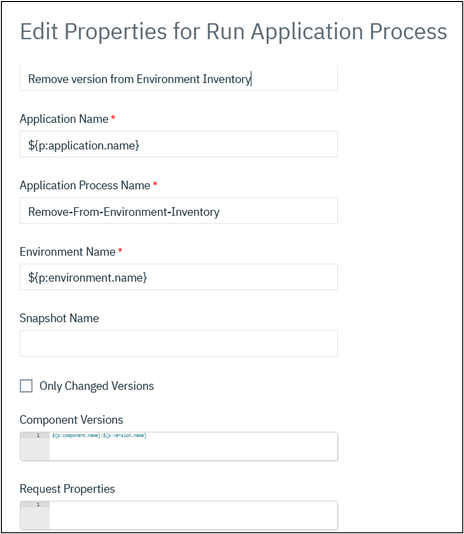 Edit Properties for Run Application Process
Remove version from Environment Inventory
Application Name *
${p:application.name}
Application Process Name *
Remove-From-Environment-Inventory
Environment Name *
${p:environment.name}
Snapshot Name
Only Changed Versions
Component Versions
1 ${p:component.name}:${p:version.name}
Request Properties
1